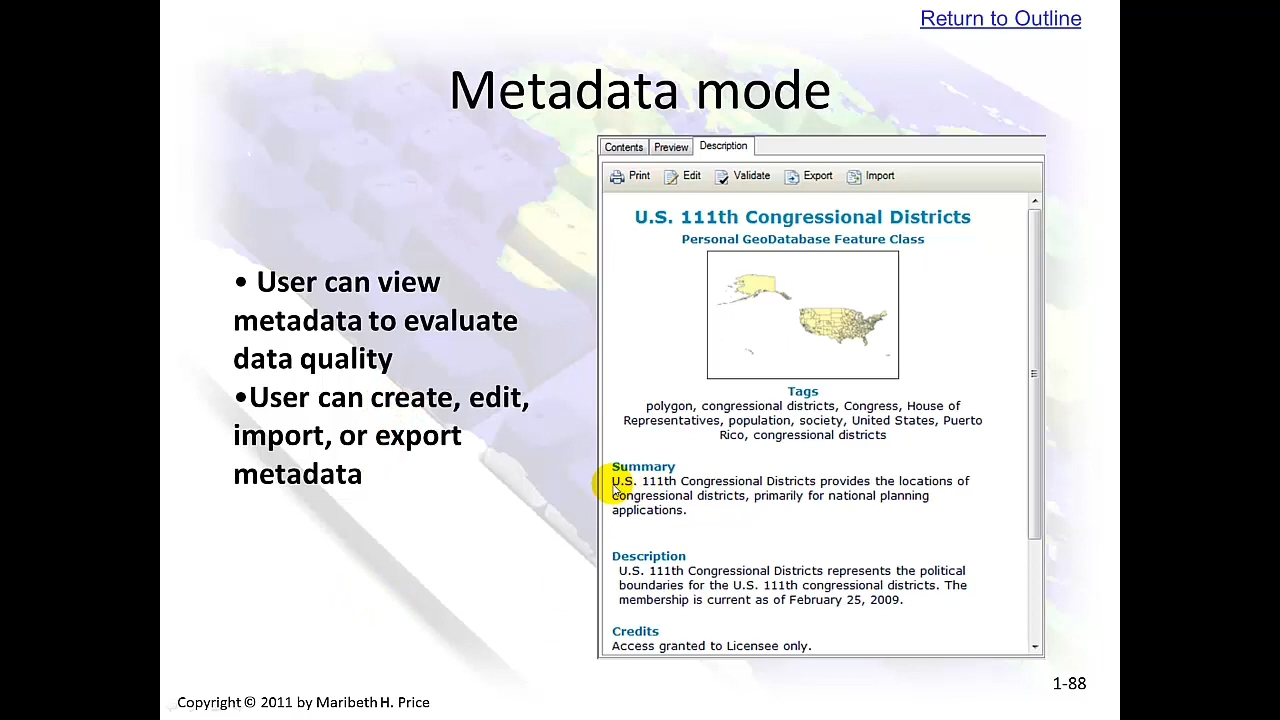 Return to Outline
Metadata mode
• User can view
metadata to evaluate
data quality
•User can create, edit,
import, or export
metadata
Contents Preview Description
Print Edit Validate Export Import
U.S. 111th Congressional Districts
Personal GeoDatabase Feature Class
Tags
polygon, congressional districts, Congress, House of
Representatives, population, society, United States, Puerto
Rico, congressional districts
Summary
U.S. 111th Congressional Districts provides the locations of
congressional districts, primarily for national planning
applications.
Description
U.S. 111th Congressional Districts represents the political
boundaries for the U.S. 111th congressional districts. The
membership is current as of February 25, 2009.
Credits
Access granted to Licensee only.
1-88
Copyright © 2011 by Maribeth H. Price